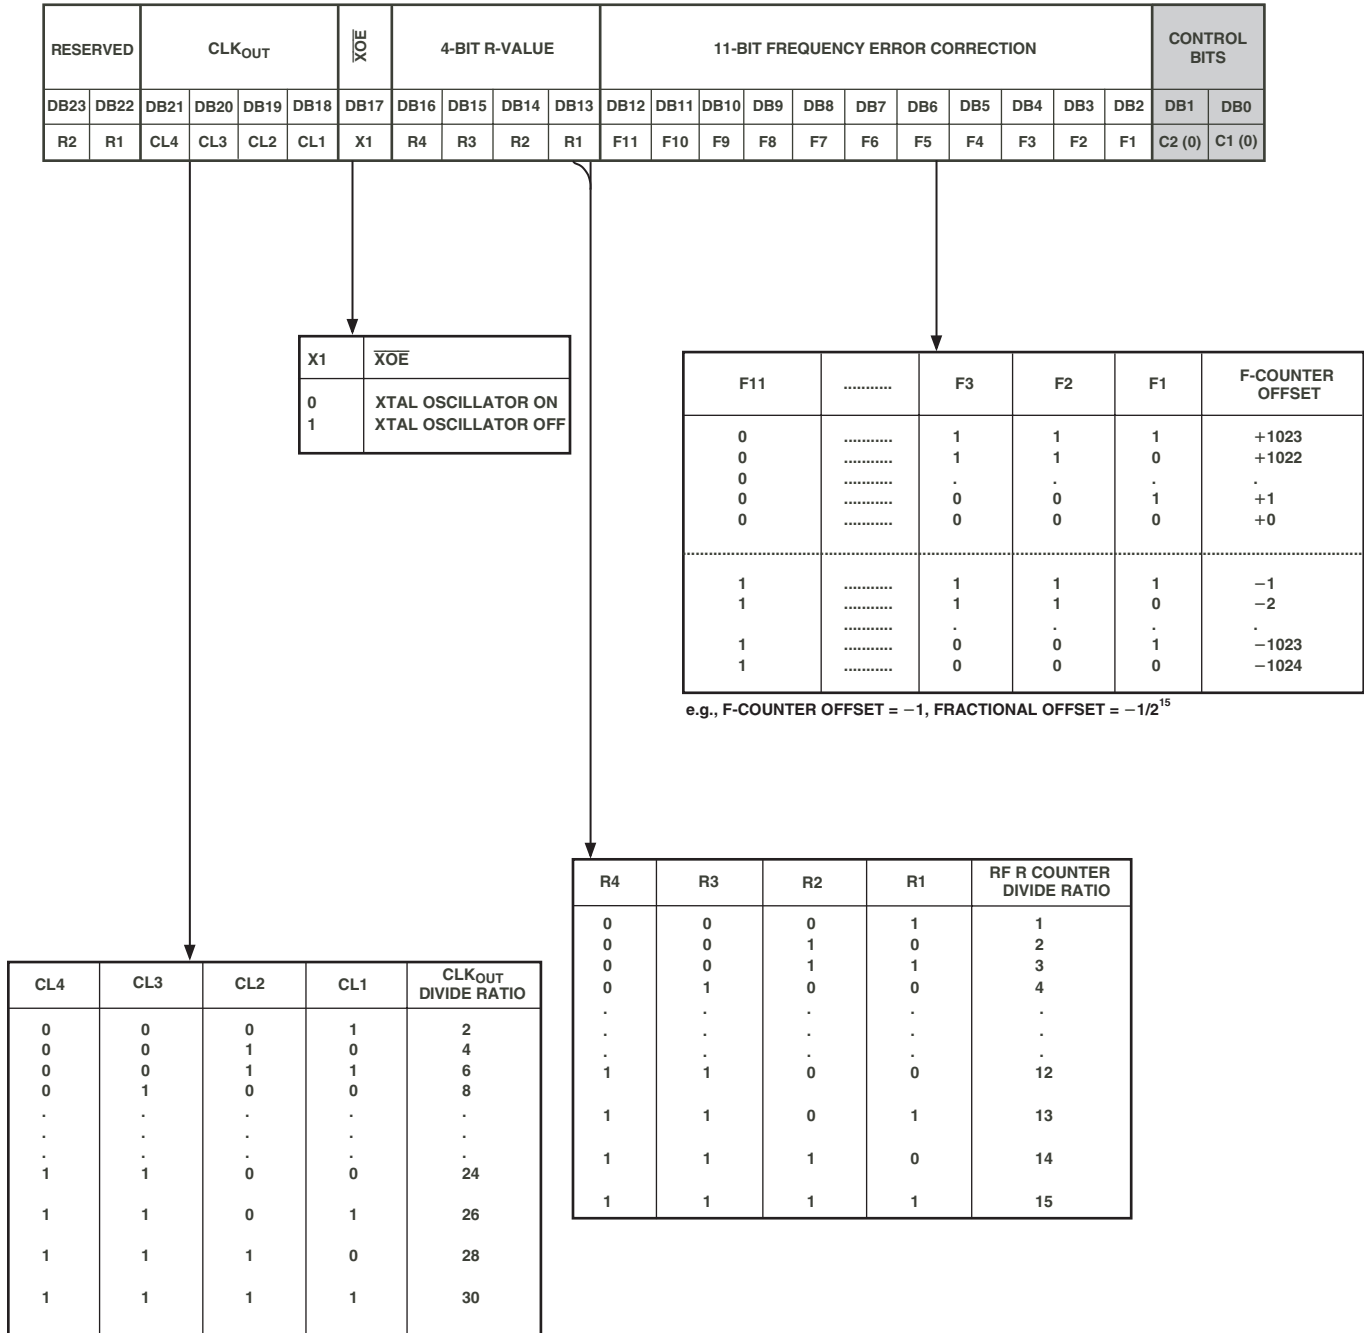 RESERVED CLKOUT XOE 4-BIT R-VALUE 11-BIT FREQUENCY ERROR CORRECTION CONTROL BITS
DB23 DB22 DB21 DB20 DB19 DB18 DB17 DB16 DB15 DB14 DB13 DB12 DB11 DB10 DB9 DB8 DB7 DB6 DB5 DB4 DB3 DB2 DB1 DB0
R2 R1 CL4 CL3 CL2 CL1 X1 R4 R3 R2 R1 F11 F10 F9 F8 F7 F6 F5 F4 F3 F2 F1 C2 (0) C1 (0)
X1 XOE
0 XTAL OSCILLATOR ON
1 XTAL OSCILLATOR OFF
F11 ........... F3 F2 F1 F-COUNTER OFFSET
0 ........... 1 1 1 +1023
0 ........... 1 1 0 +1022
0 ........... . . . .
0 ........... 0 0 1 +1
0 ........... 0 0 0 +0
1 ........... 1 1 1 −1
1 ........... 1 1 0 −2
........... . . . .
1 ........... 0 0 1 −1023
1 ........... 0 0 0 −1024
e.g., F-COUNTER OFFSET = −1, FRACTIONAL OFFSET = −1/2^15
R4 R3 R2 R1 RF R COUNTER DIVIDE RATIO
0 0 0 1 1
0 0 1 0 2
0 0 1 1 3
0 1 0 0 4
. . . . .
. . . . .
. . . . .
1 1 0 0 12
1 1 0 1 13
1 1 1 0 14
1 1 1 1 15
CL4 CL3 CL2 CL1 CLKOUT DIVIDE RATIO
0 0 0 1 2
0 0 1 0 4
0 0 1 1 6
0 1 0 0 8
. . . . .
. . . . .
. . . . .
1 1 0 0 24
1 1 0 1 26
1 1 1 0 28
1 1 1 1 30